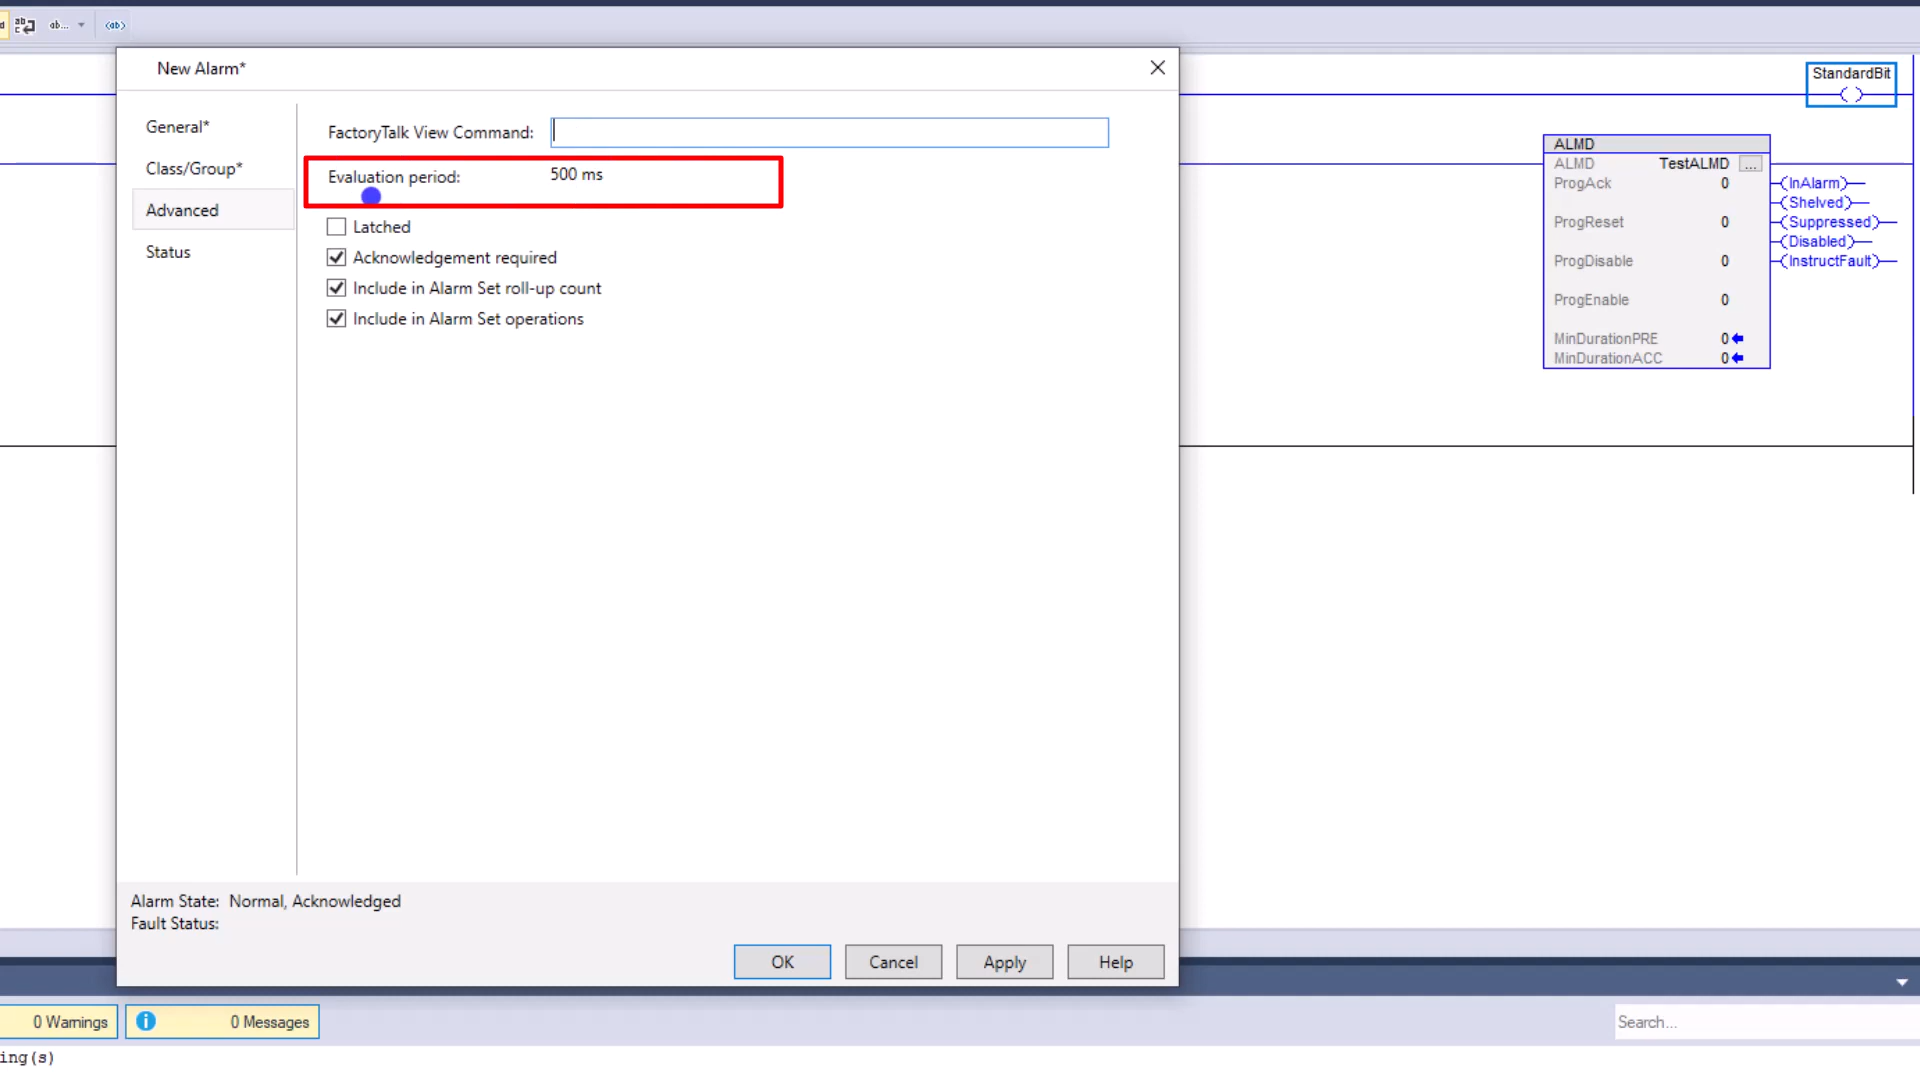 ab...
New Alarm*
General*
Class/Group*
Advanced
Status
FactoryTalk View Command:
Evaluation period: 500 ms
Latched
Acknowledgement required
Include in Alarm Set roll-up count
Include in Alarm Set operations
Alarm State: Normal, Acknowledged
Fault Status:
OK Cancel Apply Help
StandardBit
ALMD
ALMD TestALMD ...
ProgAck 0
ProgReset 0
ProgDisable 0
ProgEnable 0
MinDurationPRE 0
MinDurationACC 0
InAlarm
Shelved
Suppressed
Disabled
InstructFault
0 Warnings
0 Messages
Search...
ing(s)